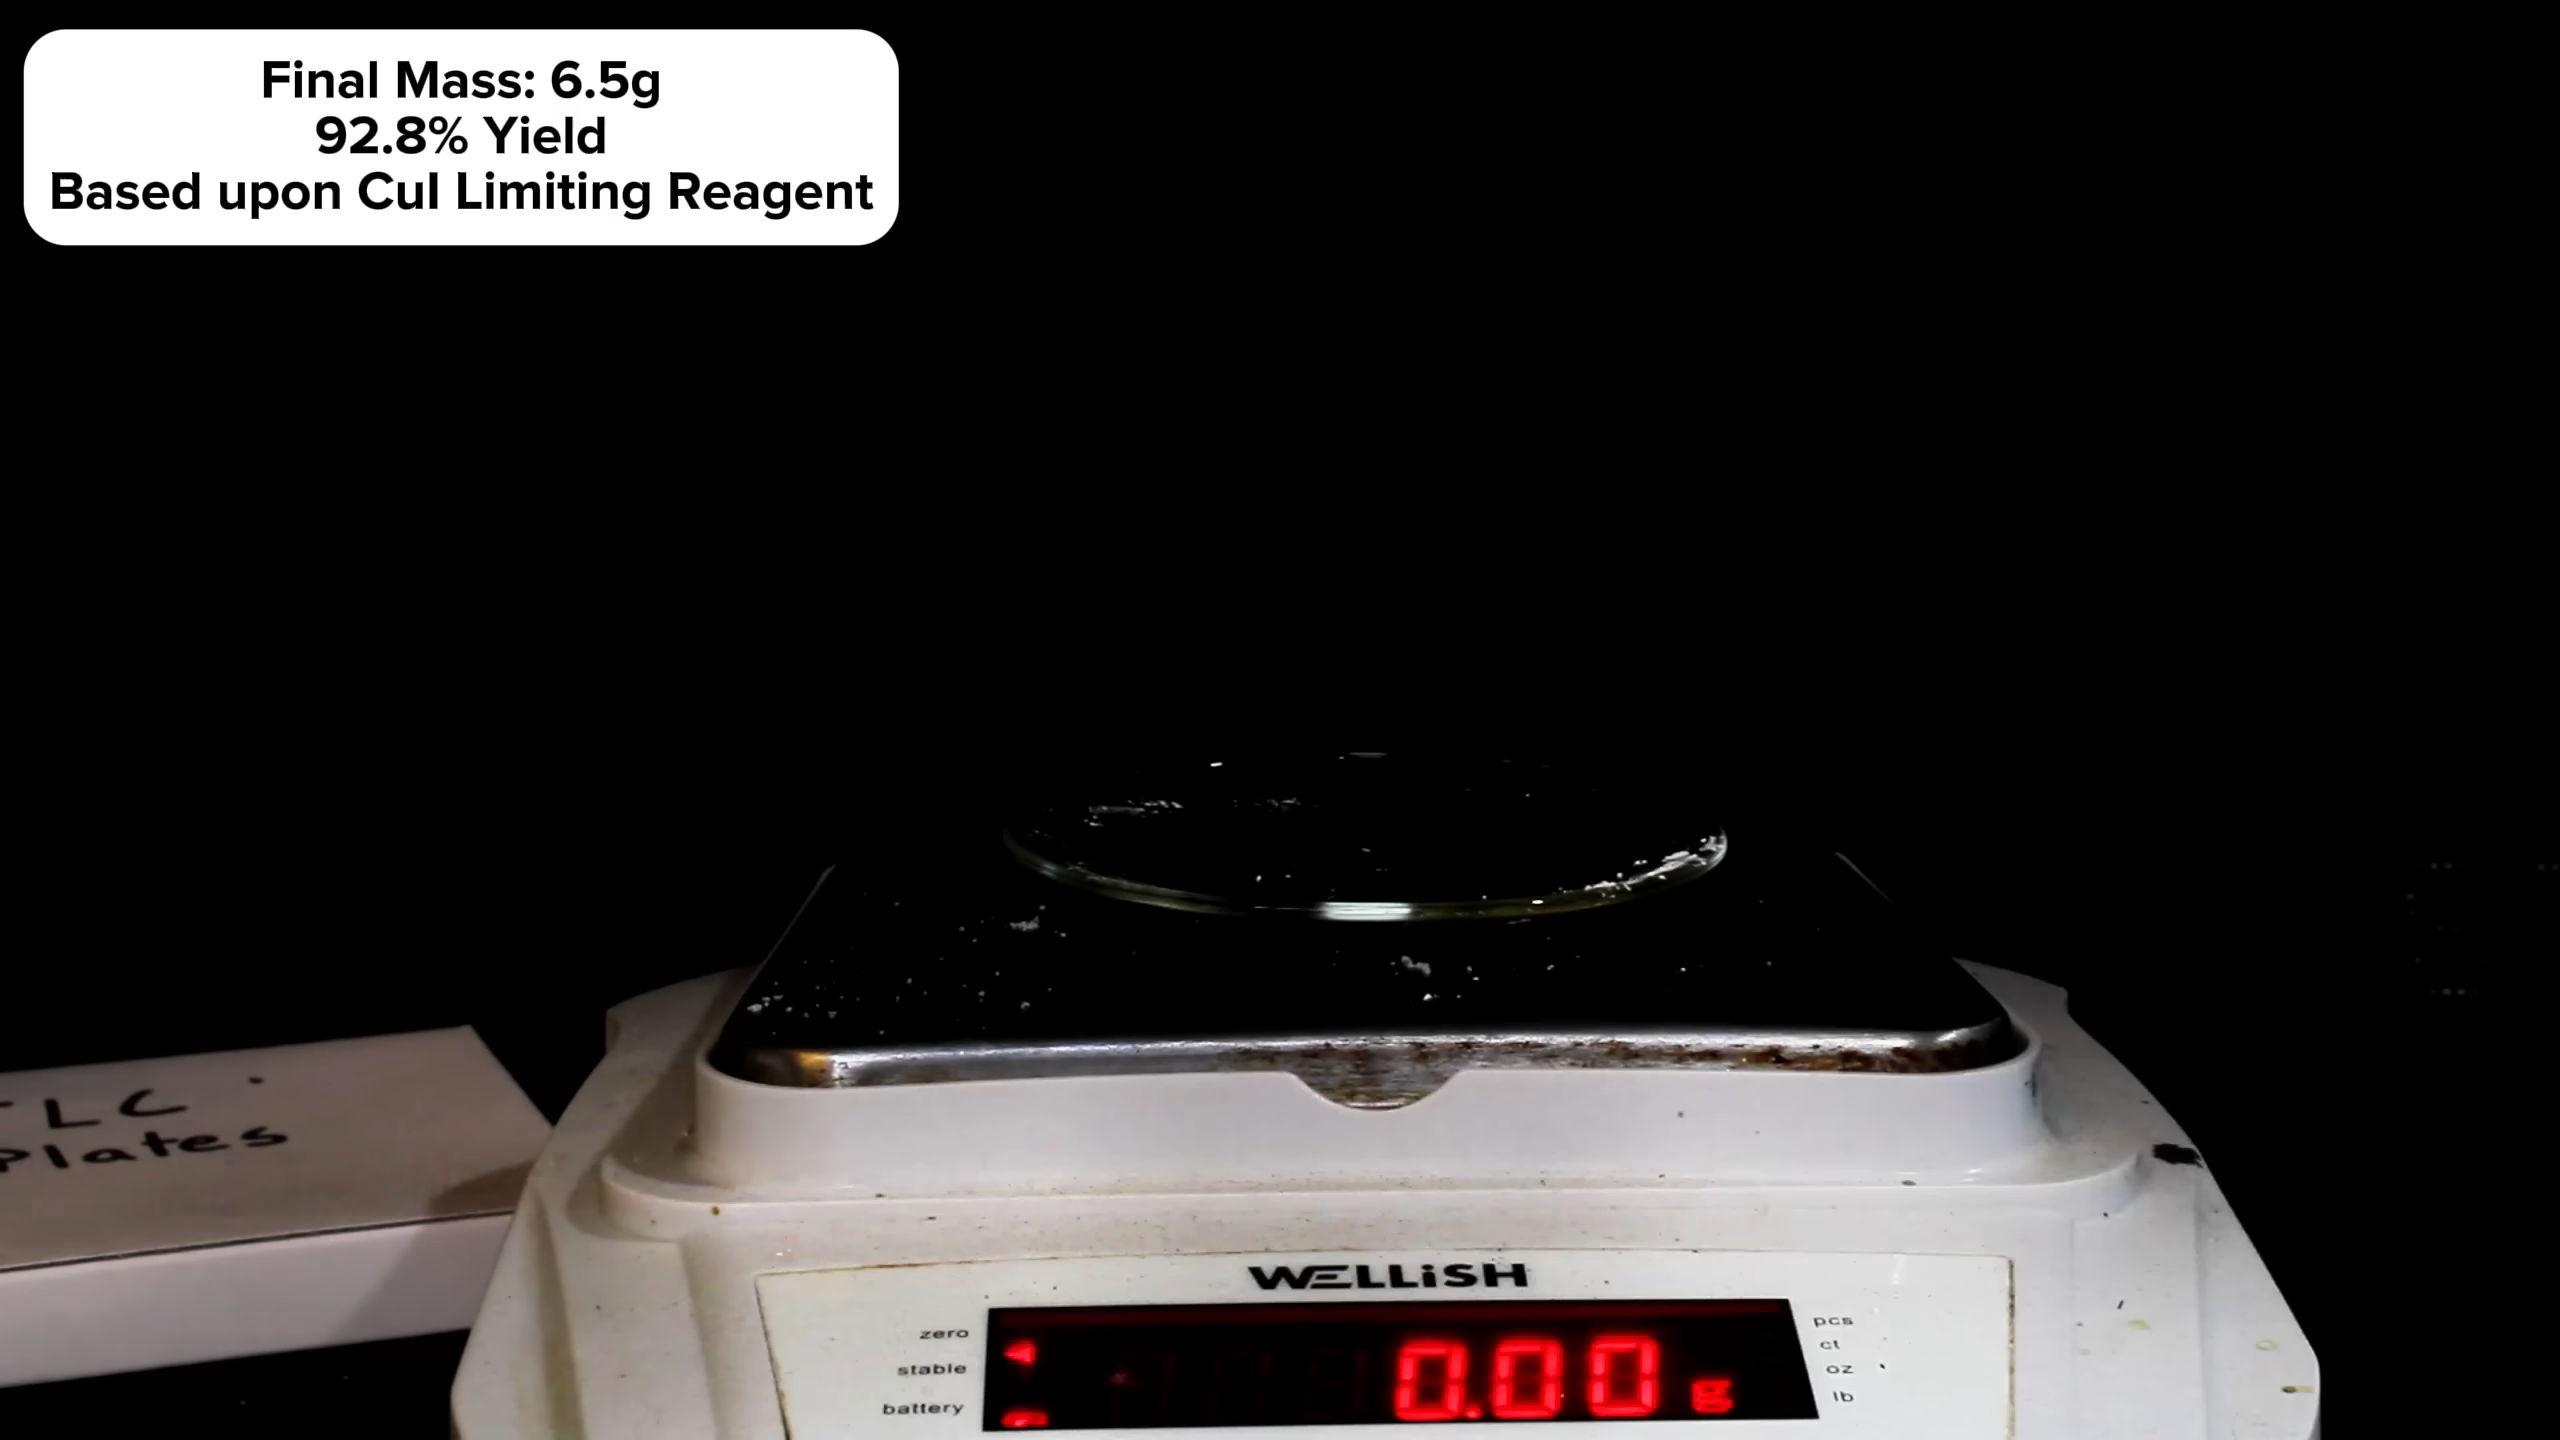 Final Mass: 6.5g
92.8% Yield
Based upon CuI Limiting Reagent
TLC
Plates
WELLiSH
zero
stable
battery
0.00 g
pcs
ct
oz
lb